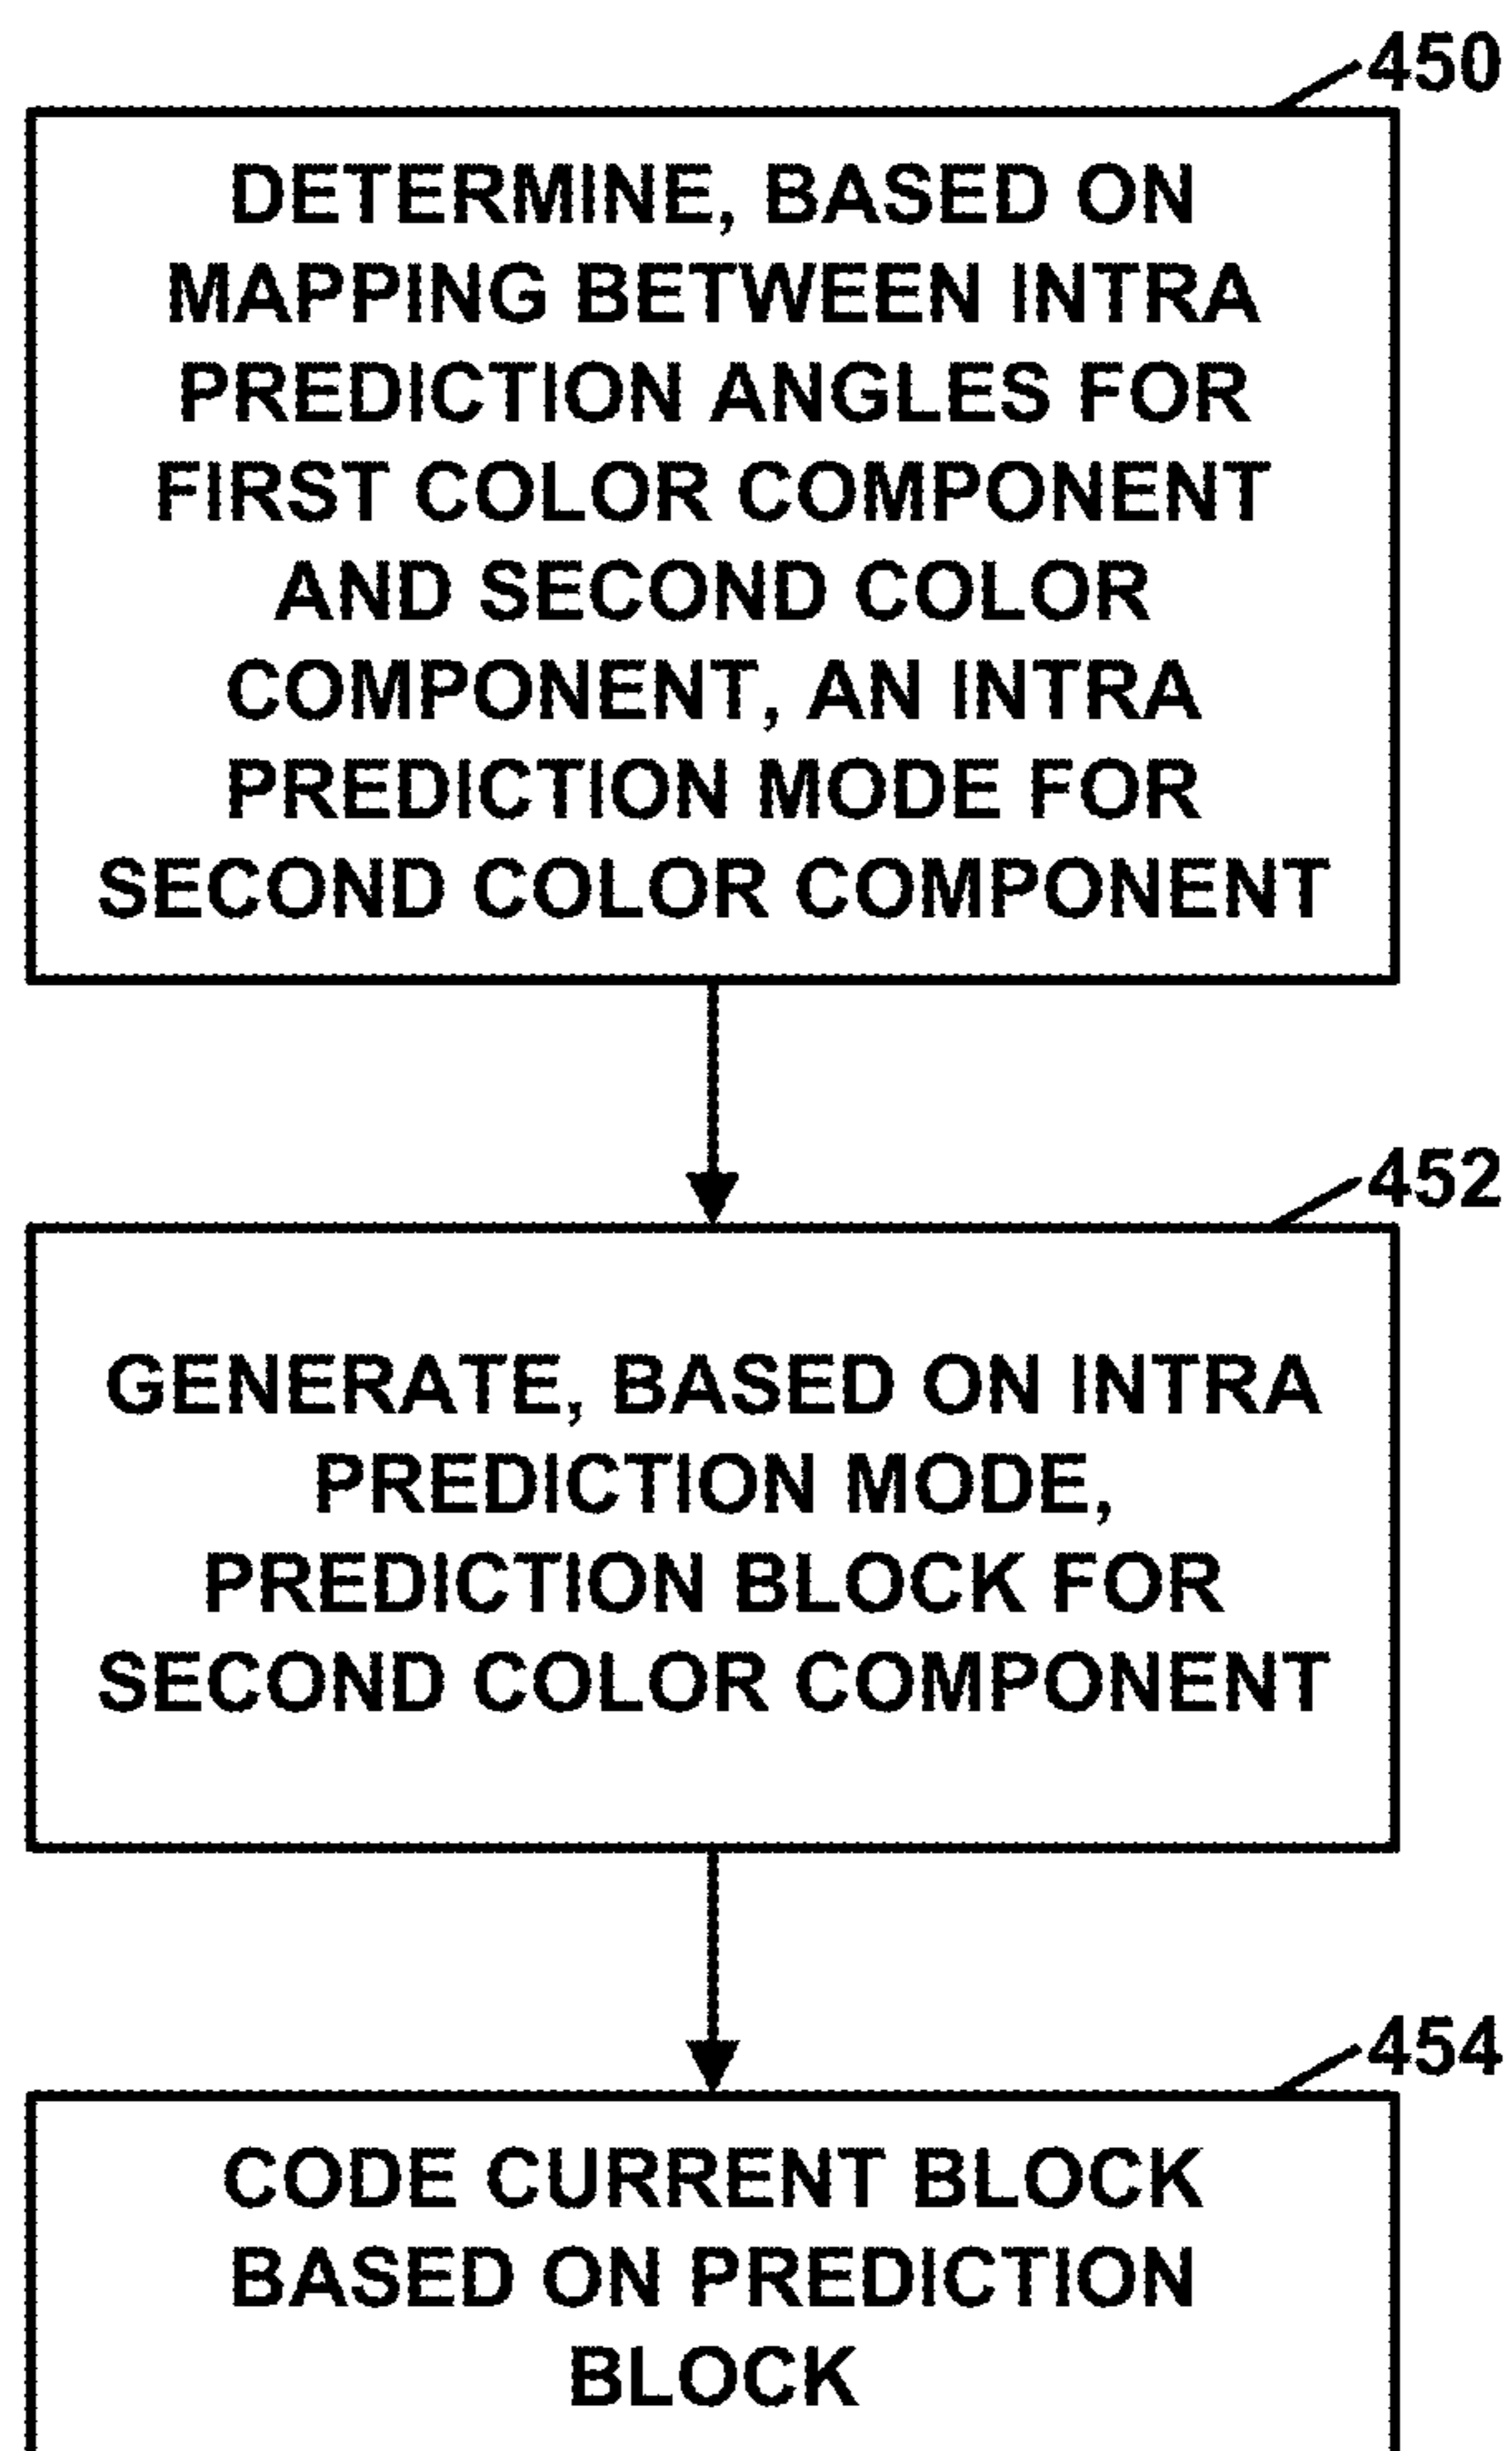 450
DETERMINE, BASED ON
MAPPING BETWEEN INTRA
PREDICTION ANGLES FOR
FIRST COLOR COMPONENT
AND SECOND COLOR
COMPONENT, AN INTRA
PREDICTION MODE FOR
SECOND COLOR COMPONENT
452
GENERATE, BASED ON INTRA
PREDICTION MODE,
PREDICTION BLOCK FOR
SECOND COLOR COMPONENT
454
CODE CURRENT BLOCK
BASED ON PREDICTION
BLOCK